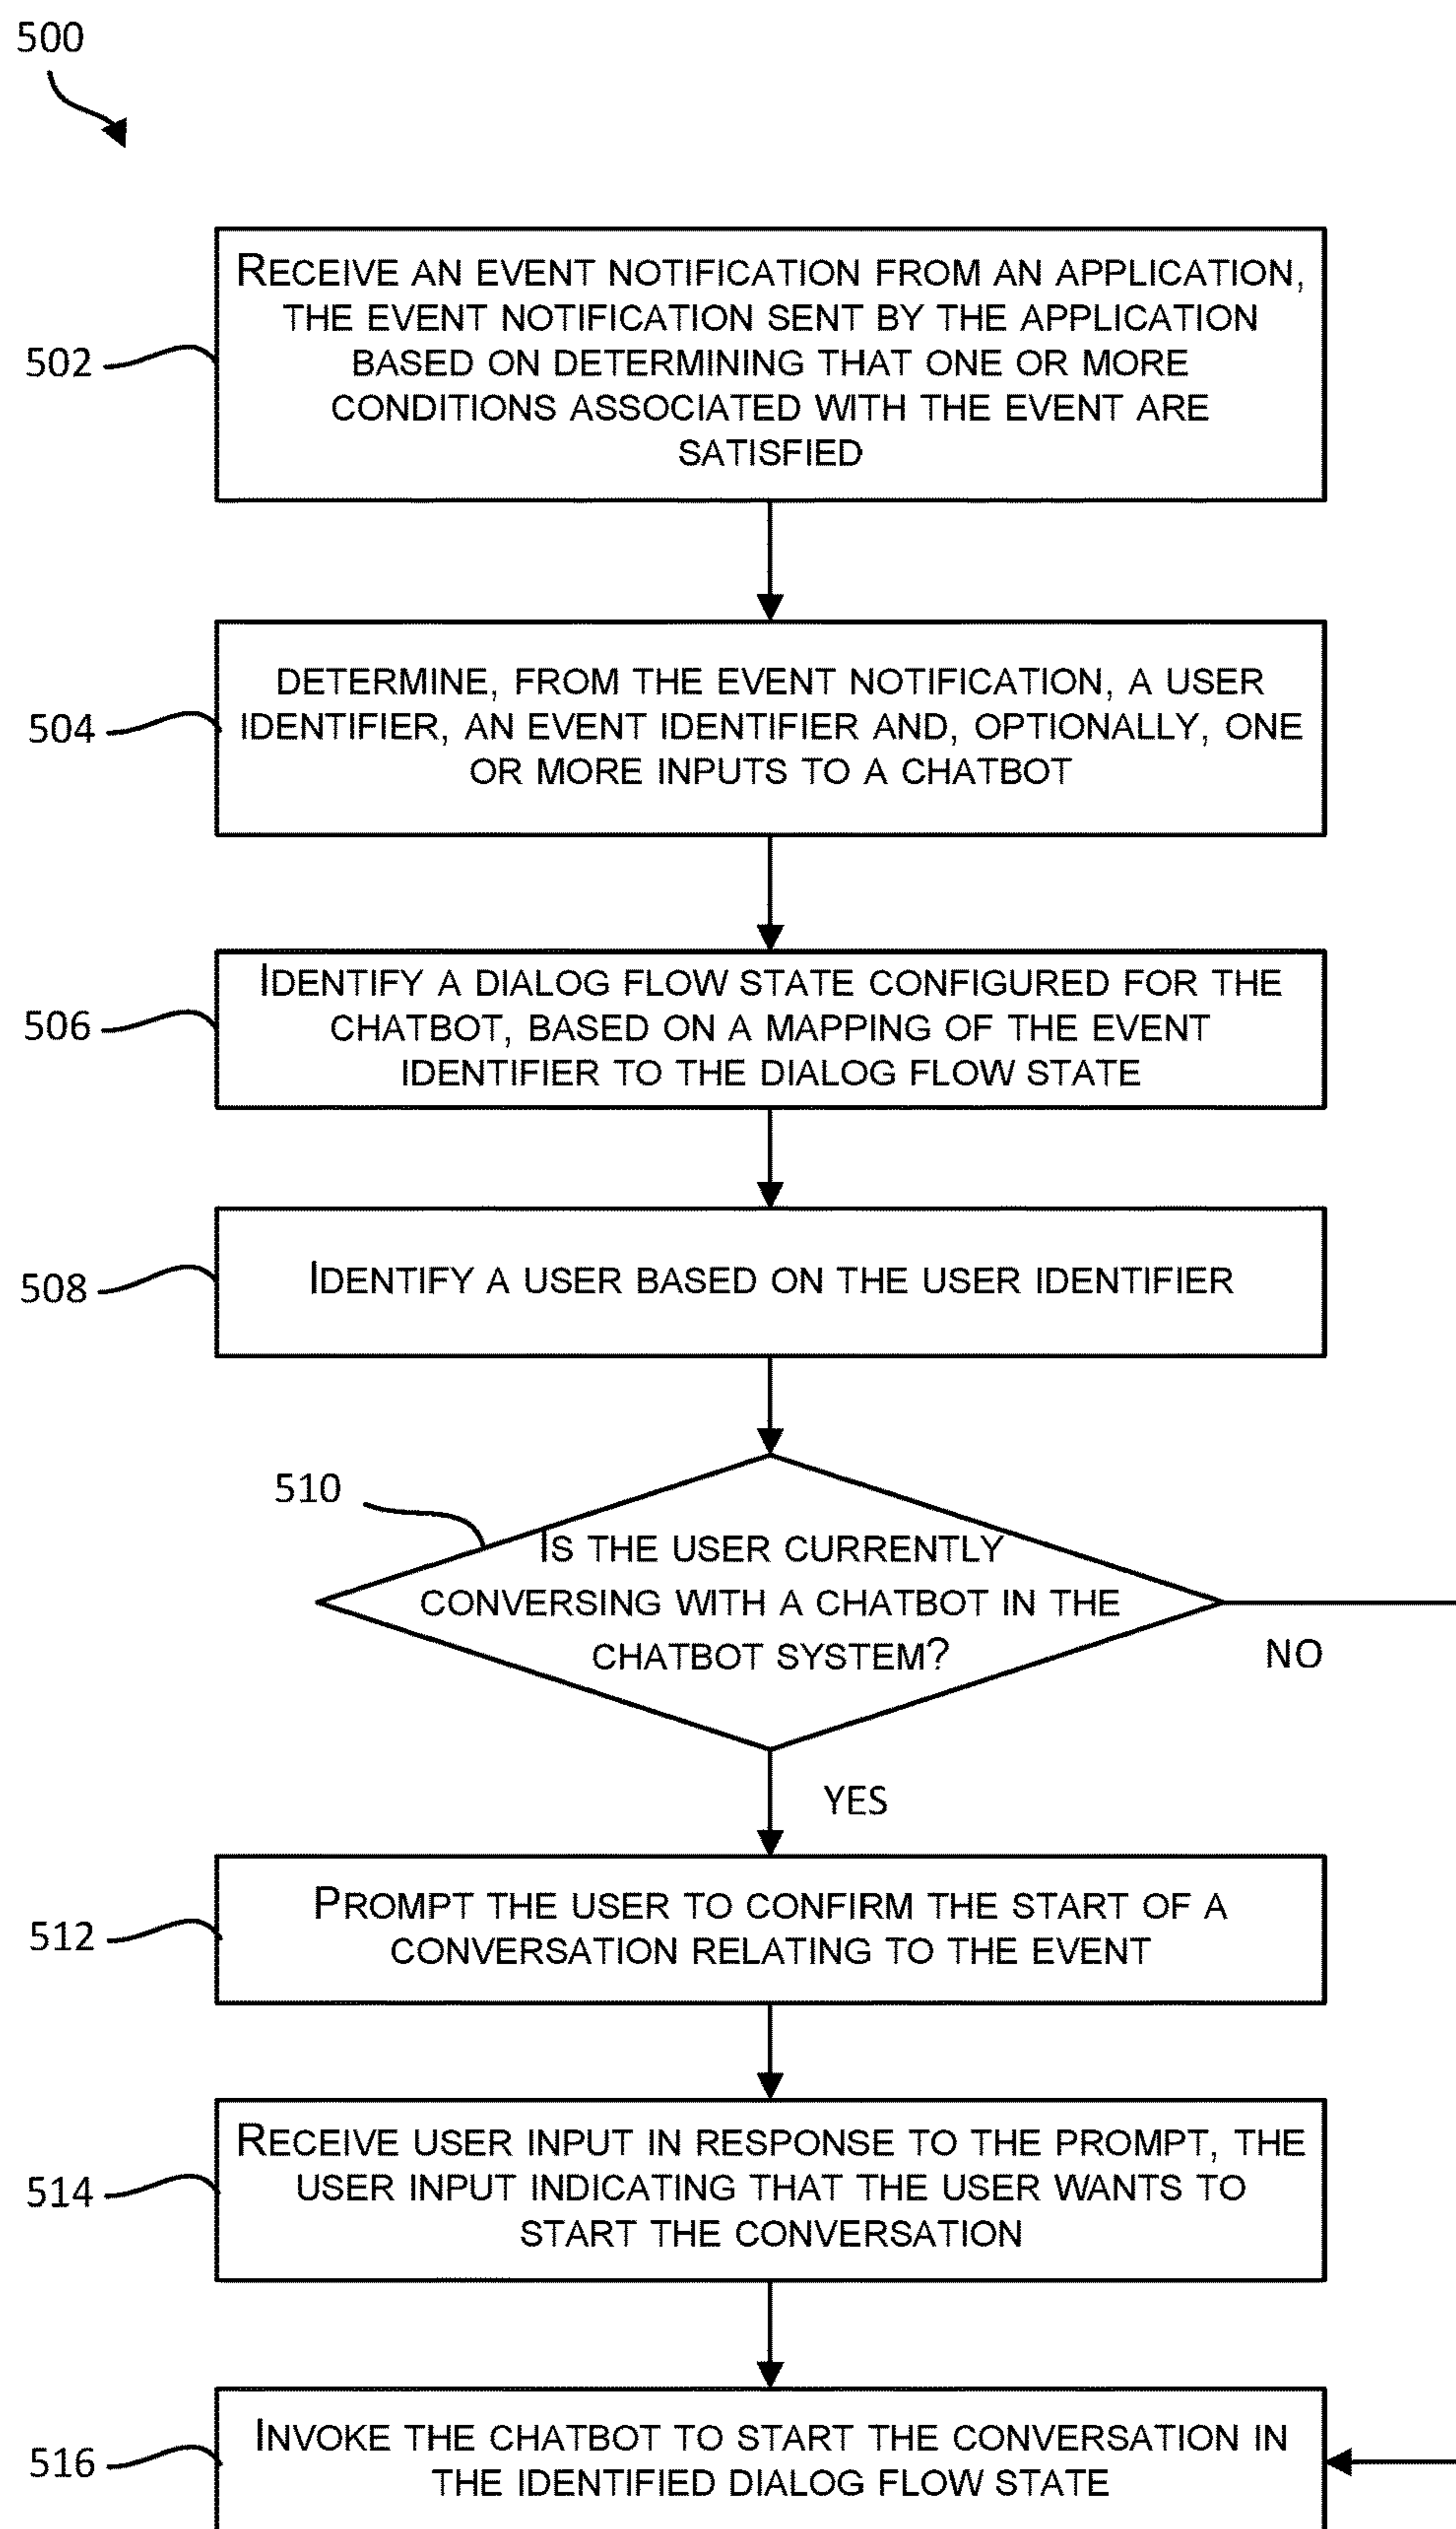 500
RECEIVE AN EVENT NOTIFICATION FROM AN APPLICATION,
THE EVENT NOTIFICATION SENT BY THE APPLICATION
BASED ON DETERMINING THAT ONE OR MORE
CONDITIONS ASSOCIATED WITH THE EVENT ARE
SATISFIED
502
DETERMINE, FROM THE EVENT NOTIFICATION, A USER
IDENTIFIER, AN EVENT IDENTIFIER AND, OPTIONALLY, ONE
OR MORE INPUTS TO A CHATBOT
504
IDENTIFY A DIALOG FLOW STATE CONFIGURED FOR THE
CHATBOT, BASED ON A MAPPING OF THE EVENT
IDENTIFIER TO THE DIALOG FLOW STATE
506
IDENTIFY A USER BASED ON THE USER IDENTIFIER
508
510
IS THE USER CURRENTLY
CONVERSING WITH A CHATBOT IN THE
CHATBOT SYSTEM?
NO
YES
PROMPT THE USER TO CONFIRM THE START OF A
CONVERSATION RELATING TO THE EVENT
512
RECEIVE USER INPUT IN RESPONSE TO THE PROMPT, THE
USER INPUT INDICATING THAT THE USER WANTS TO
START THE CONVERSATION
514
INVOKE THE CHATBOT TO START THE CONVERSATION IN
THE IDENTIFIED DIALOG FLOW STATE
516